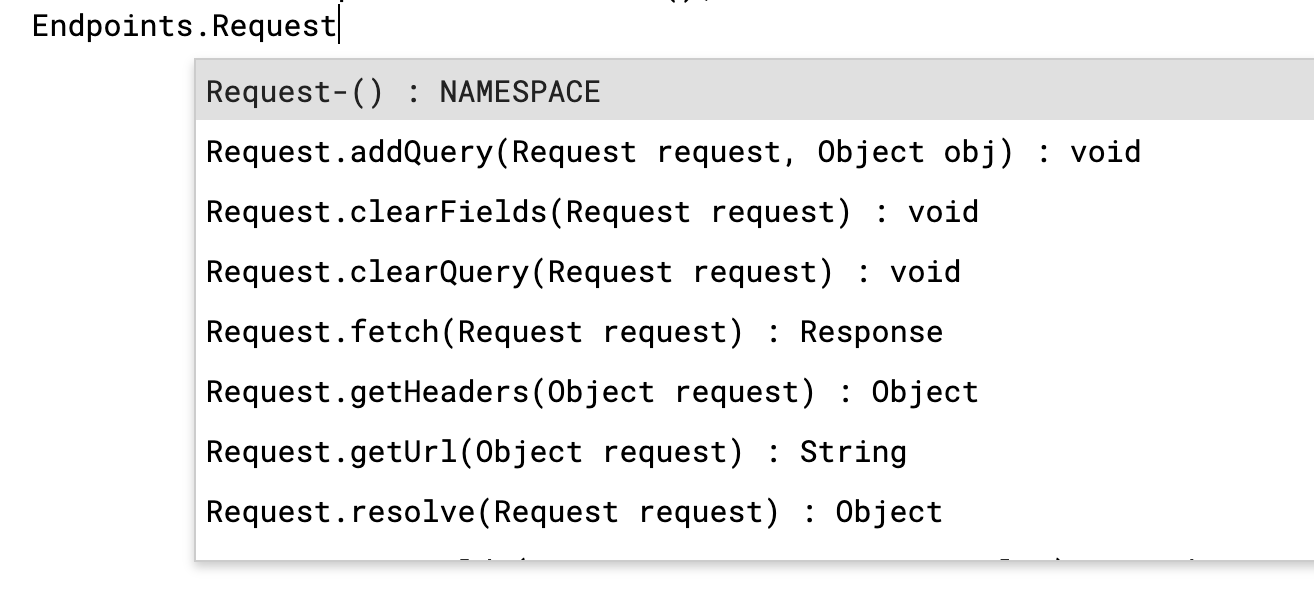 Endpoints.Request
Request-() : NAMESPACE
Request.addQuery(Request request, Object obj) : void
Request.clearFields(Request request) : void
Request.clearQuery(Request request) : void
Request.fetch(Request request) : Response
Request.getHeaders(Object request) : Object
Request.getUrl(Object request) : String
Request.resolve(Request request) : Object